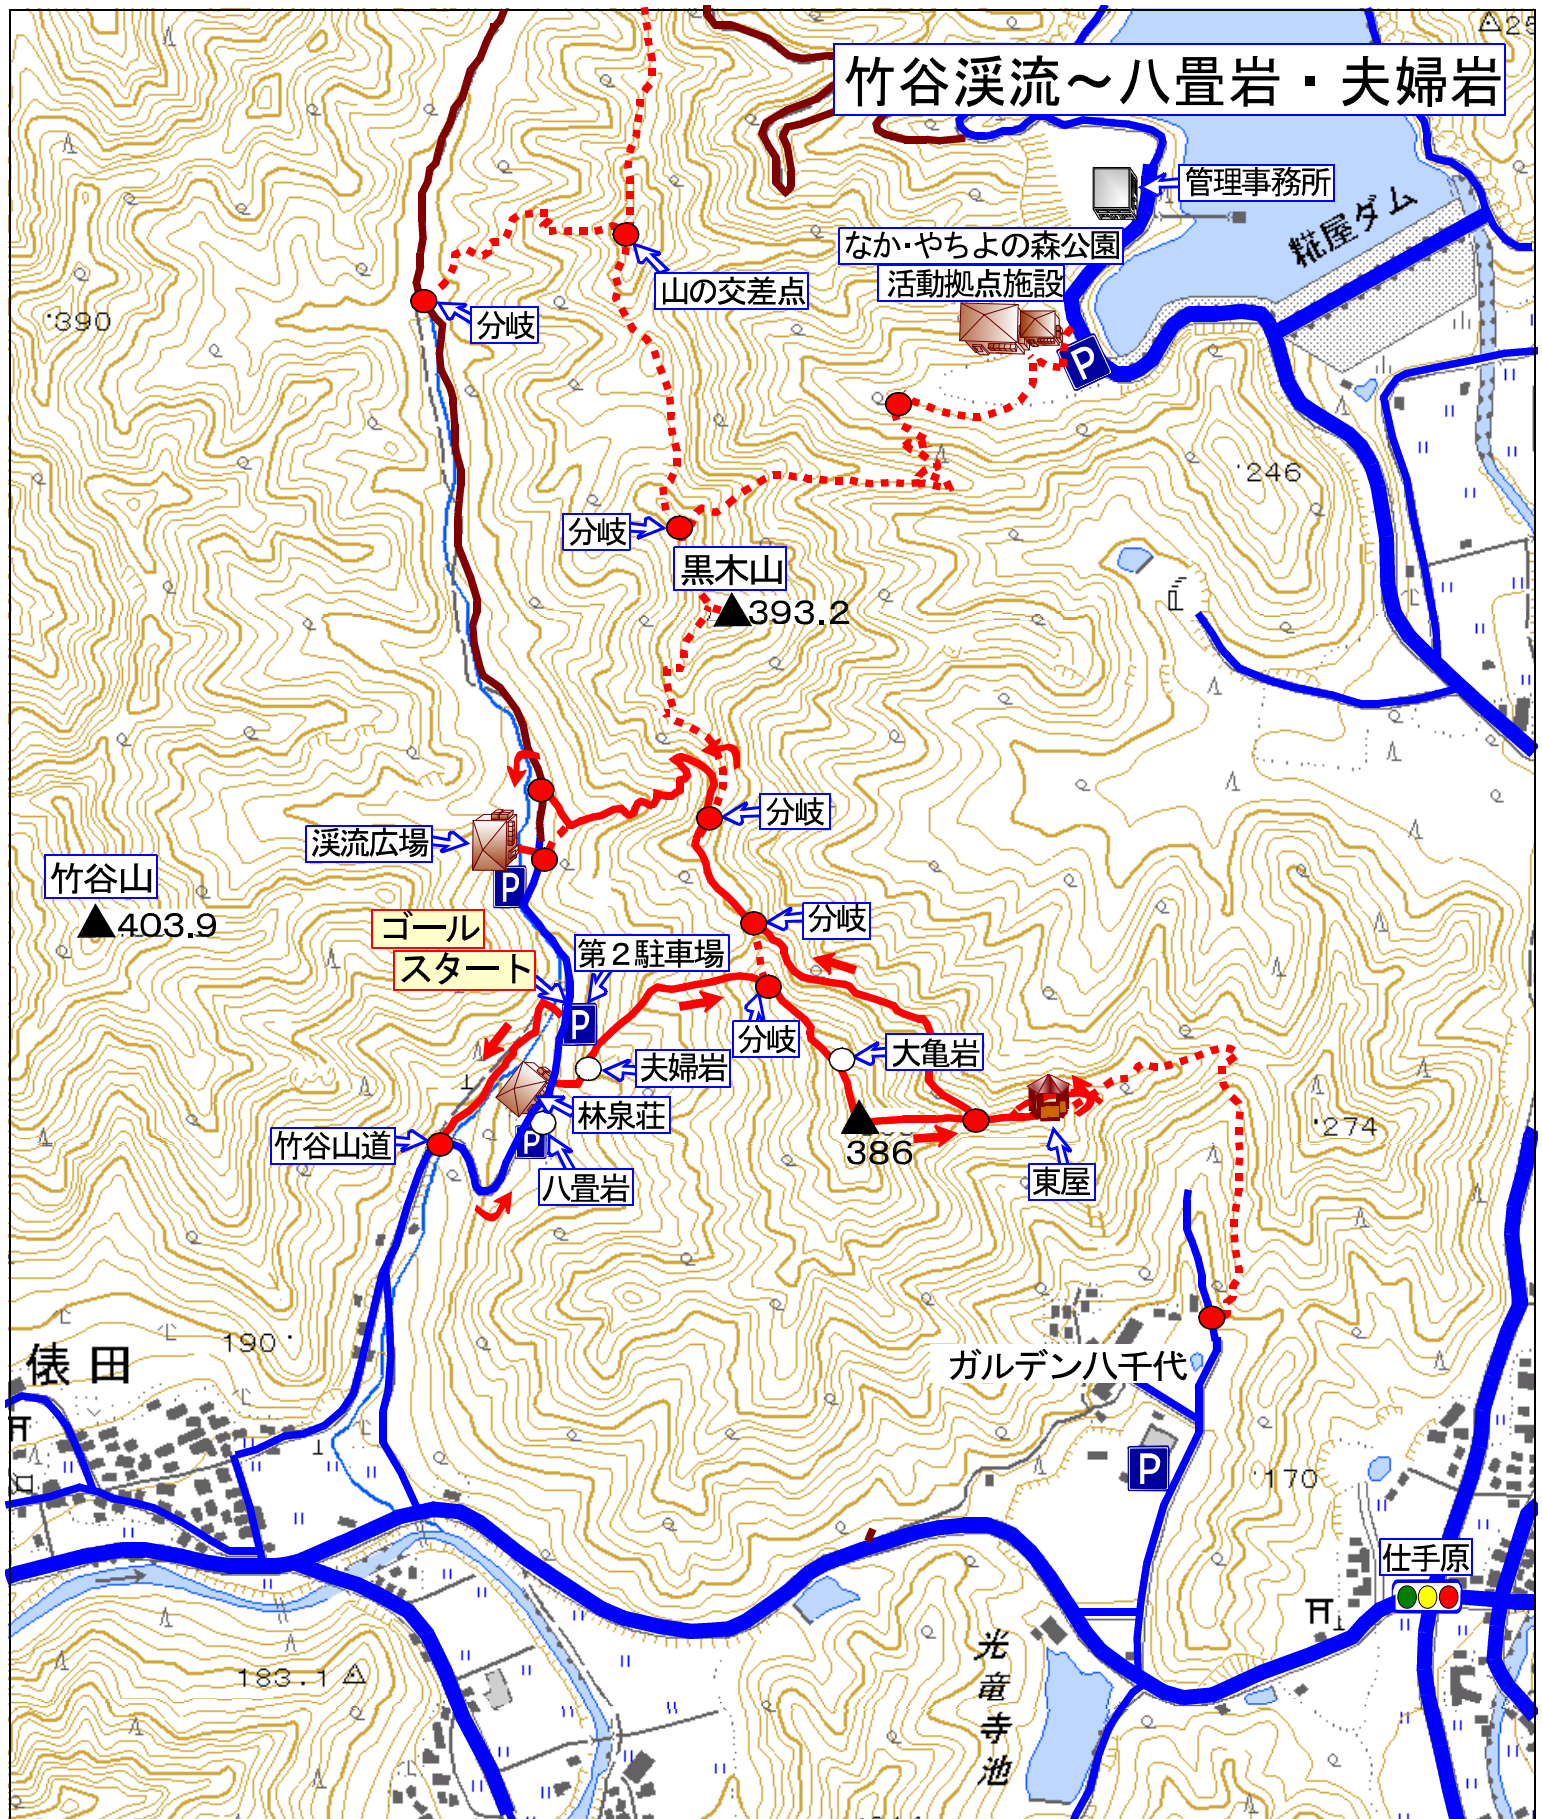 25
竹谷渓流～八畳岩・夫婦岩
管理事務所
糀屋ダム
なか・やちよの森公園
活動拠点施設
山の交差点
分岐
390
246
分岐
黒木山
393.2
分岐
渓流広場
P
竹谷山
403.9
ゴール
スタート
第2駐車場
P
分岐
分岐
大亀岩
夫婦岩
林泉荘
竹谷山道
P
八畳岩
386
東屋
274
P
190
俵田
ガルデン八千代
P
170
仕手原
183.1
光竜寺池